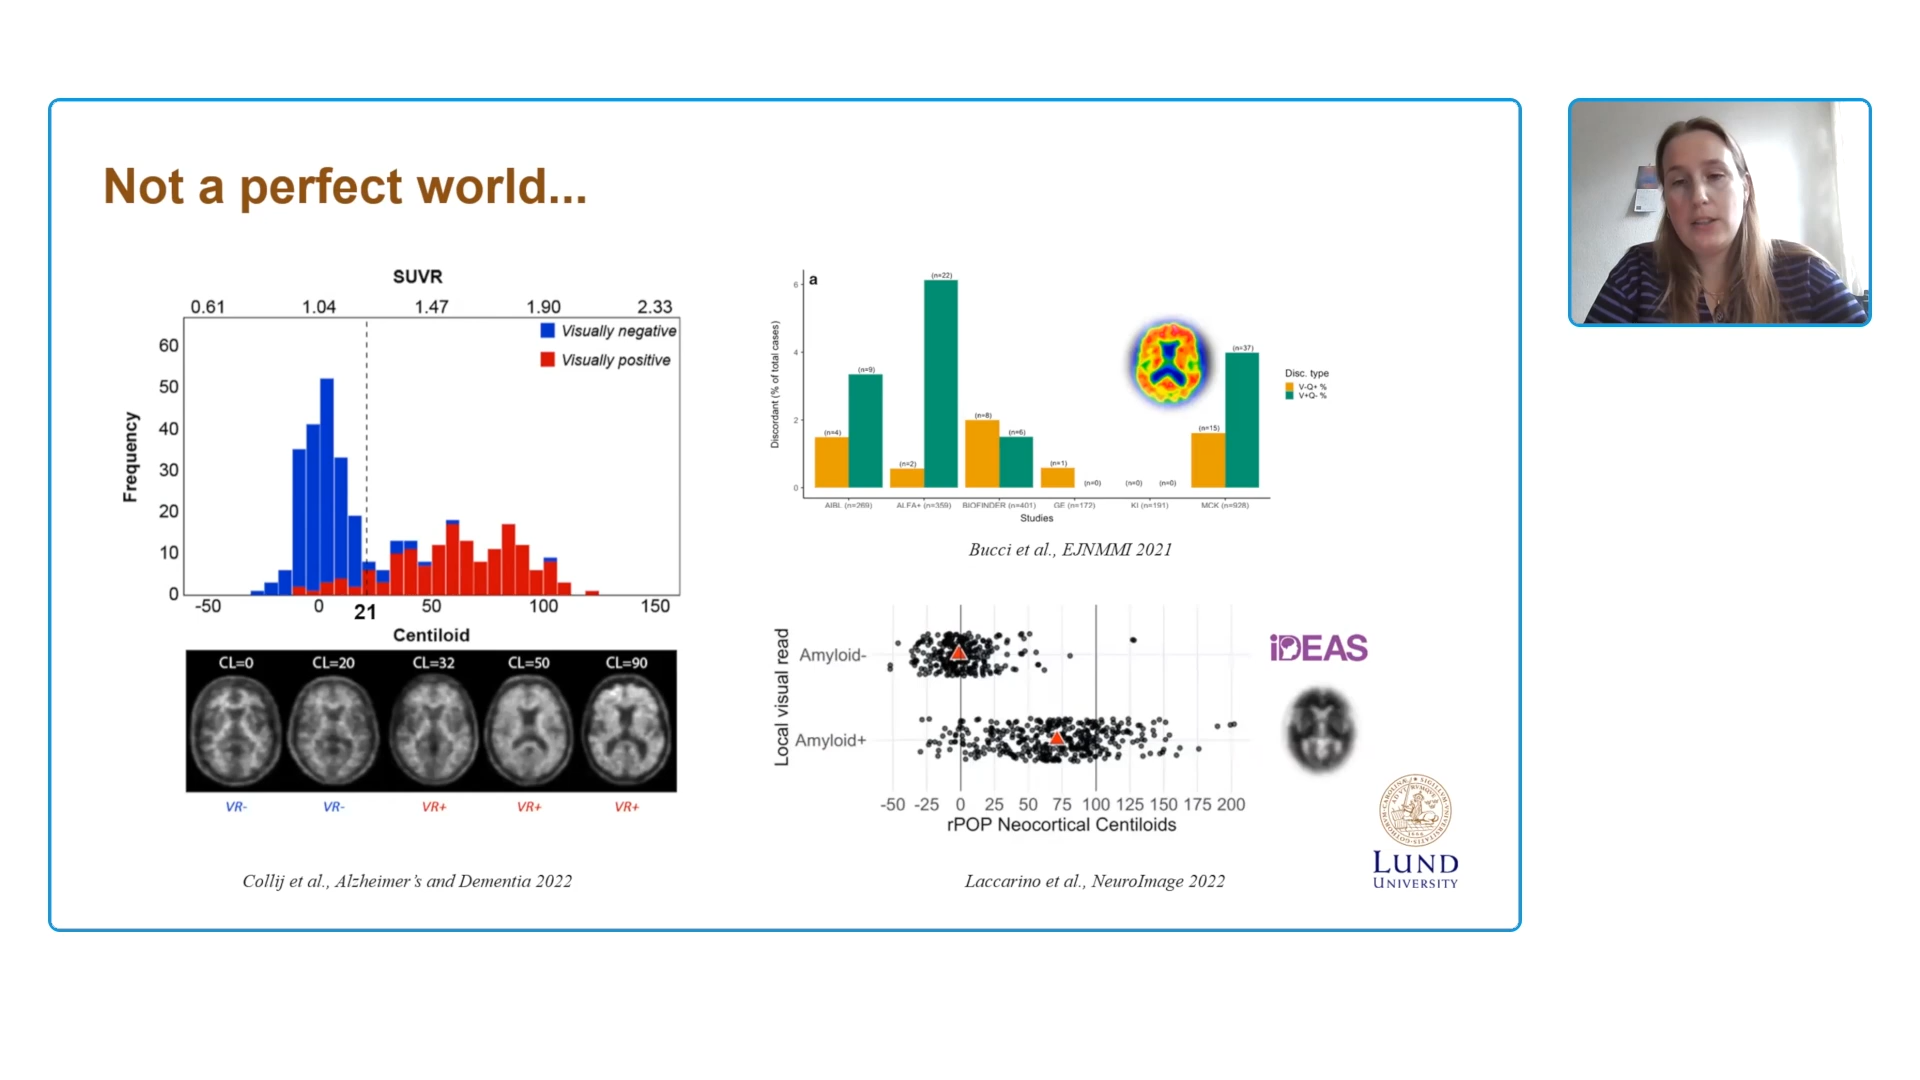 Not a perfect world...
SUVR
0.61 1.04 1.47 1.90 2.33
Visually negative
Visually positive
Frequency
60
50
40
30
20
10
0
-50 0 21 50 100 150
Centiloid
CL=0 CL=20 CL=32 CL=50 CL=90
VR- VR- VR+ VR+ VR+
Collij et al., Alzheimer's and Dementia 2022
a
Discordant (% of total cases)
6
4
2
0
(n=4) (n=9) (n=2) (n=22) (n=8) (n=6) (n=1) (n=0) (n=0) (n=0) (n=15) (n=37)
AIBL (n=269) ALFA+ (n=359) BIOFINDER (n=401) GE (n=172) KI (n=191) MCK (n=928)
Studies
Disc. type
V-Q+ %
V+Q- %
Bucci et al., EJNMMI 2021
Local visual read
Amyloid-
Amyloid+
-50 -25 0 25 50 75 100 125 150 175 200
rPOP Neocortical Centiloids
iDEAS
Laccarino et al., NeuroImage 2022
LUND
UNIVERSITY